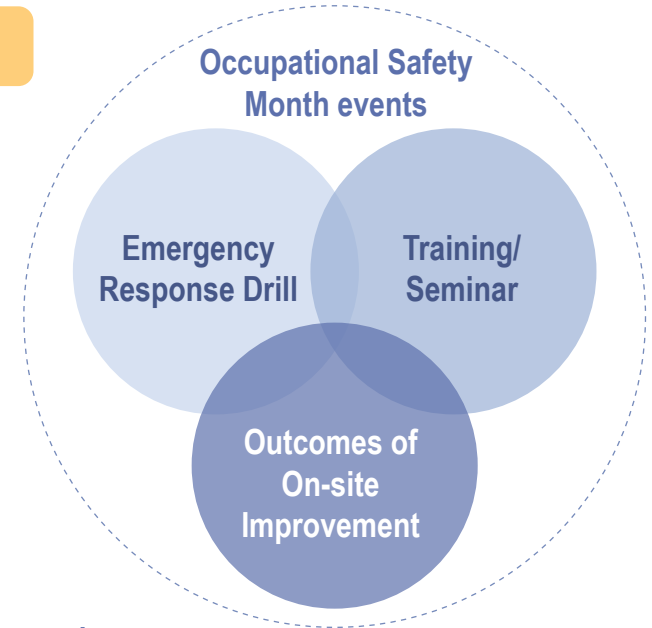 Occupational Safety
Month events
Emergency
Response Drill
Training/
Seminar
Outcomes of
On-site
Improvement